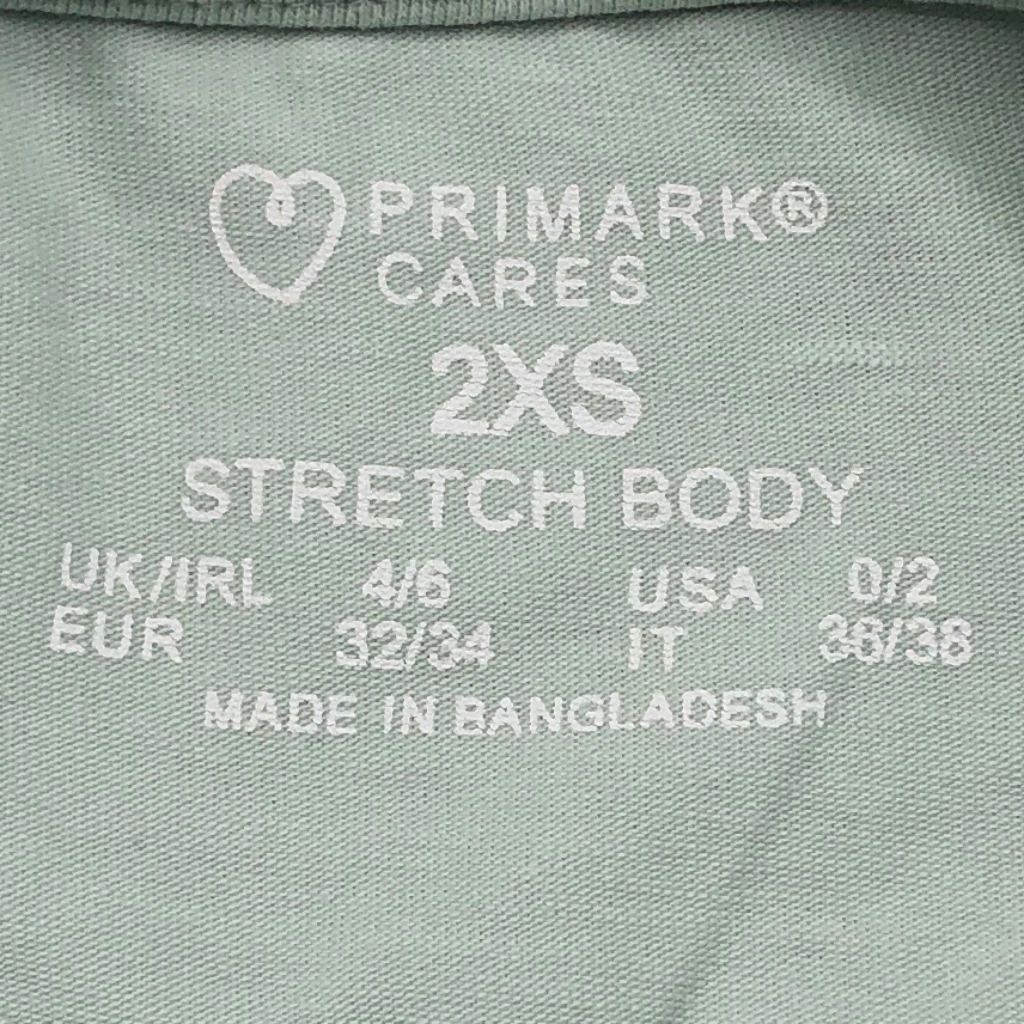 PRIMARK®
CARES
2XS
STRETCH BODY
UK/IRL 4/6 USA 0/2
EUR 32/34 IT 36/38
MADE IN BANGLADESH